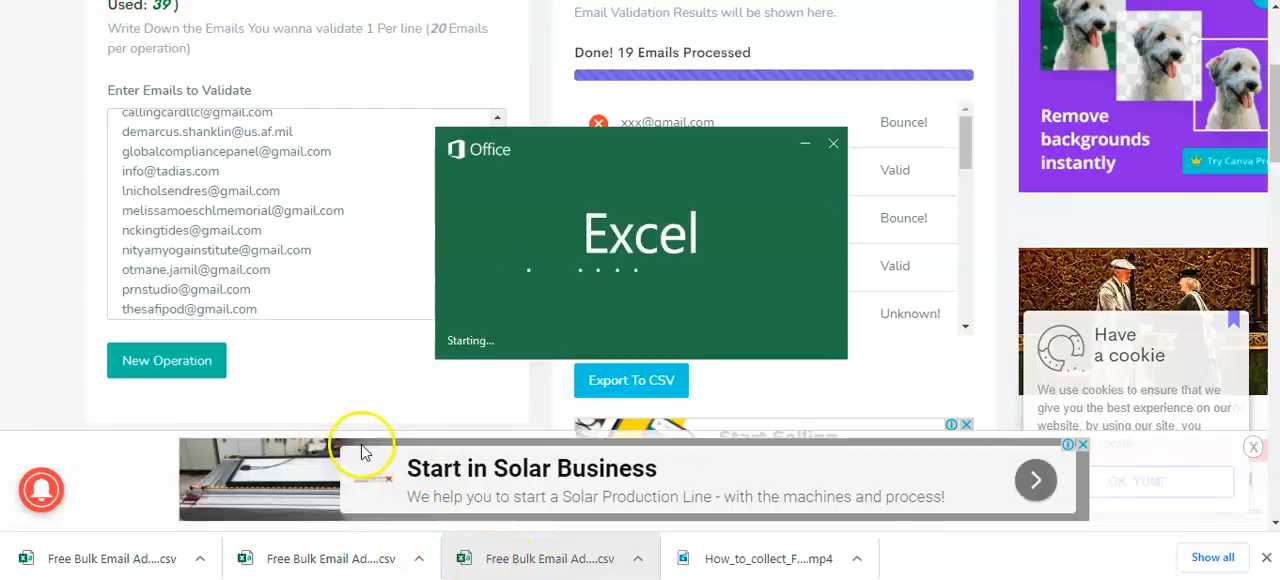 Used: 39 )
Write Down the Emails You wanna validate 1 Per line (20 Emails
per operation)
Enter Emails to Validate
callingcardllc@gmail.com
demarcus.shanklin@us.af.mil
globalcompliancepanel@gmail.com
info@tadias.com
lnicholsendres@gmail.com
melissamoeschlmemorial@gmail.com
nckingtides@gmail.com
nityamyogainstitute@gmail.com
otmane.jamil@gmail.com
prnstudio@gmail.com
thesafipod@gmail.com
New Operation
Email Validation Results will be shown here.
Done! 19 Emails Processed
xxx@gmail.com Bounce!
Valid
Bounce!
Valid
Unknown!
Office
Excel
Starting...
Export To CSV
Remove
backgrounds
instantly
Try Canva Pro
Have
a cookie
We use cookies to ensure that we
give you the best experience on our
website, by using our site, you
OK, YUM!
Start Selling
Start in Solar Business
We help you to start a Solar Production Line - with the machines and process!
Free Bulk Email Ad....csv
Free Bulk Email Ad....csv
Free Bulk Email Ad....csv
How_to_collect_F....mp4
Show all